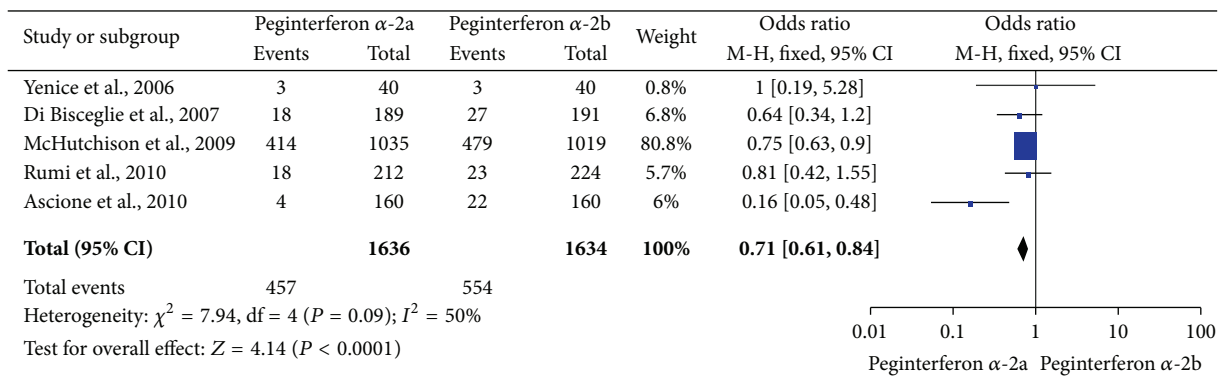 Study or subgroup Peginterferon α-2a Peginterferon α-2b Weight Odds ratio Odds ratio
Events Total Events Total M-H, fixed, 95% CI M-H, fixed, 95% CI
Yenice et al., 2006 3 40 3 40 0.8% 1 [0.19, 5.28]
Di Bisceglie et al., 2007 18 189 27 191 6.8% 0.64 [0.34, 1.2]
McHutchison et al., 2009 414 1035 479 1019 80.8% 0.75 [0.63, 0.9]
Rumi et al., 2010 18 212 23 224 5.7% 0.81 [0.42, 1.55]
Ascione et al., 2010 4 160 22 160 6% 0.16 [0.05, 0.48]
Total (95% CI) 1636 1634 100% 0.71 [0.61, 0.84]
Total events 457 554
Heterogeneity: χ² = 7.94, df = 4 (P = 0.09); I² = 50%
Test for overall effect: Z = 4.14 (P < 0.0001)
0.01 0.1 1 10 100
Peginterferon α-2a Peginterferon α-2b